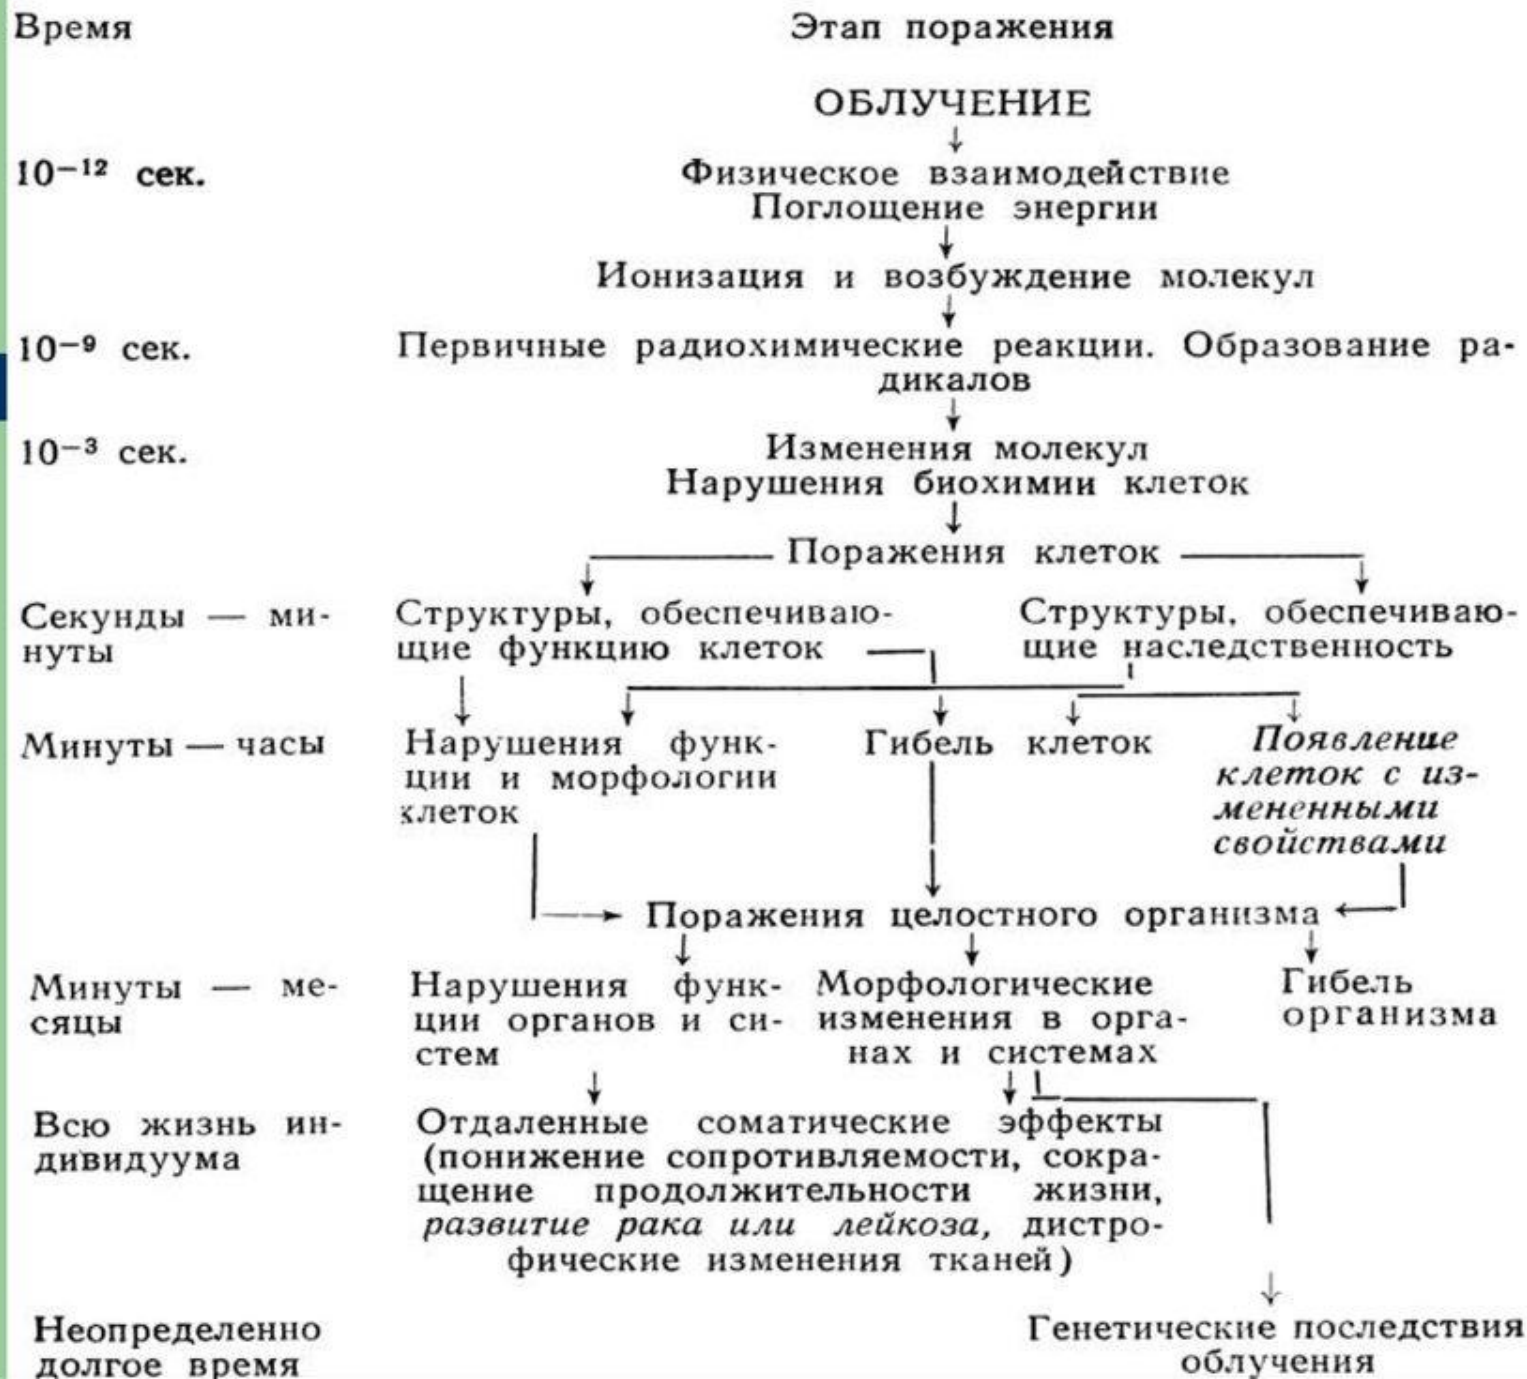 Время Этап поражения
ОБЛУЧЕНИЕ
10⁻¹² сек. Физическое взаимодействие
Поглощение энергии
Ионизация и возбуждение молекул
10⁻⁹ сек. Первичные радиохимические реакции. Образование ра-
дикалов
10⁻³ сек. Изменения молекул
Нарушения биохимии клеток
Поражения клеток
Секунды — ми- Структуры, обеспечиваю- Структуры, обеспечиваю-
нуты щие функцию клеток щие наследственность
Минуты — часы Нарушения функ- Гибель клеток Появление
ции и морфологии клеток с из-
клеток мененными
свойствами
Поражения целостного организма
Минуты — ме- Нарушения функ- Морфологические Гибель
сяцы ции органов и си- изменения в орга- организма
стем нах и системах
Всю жизнь ин- Отдаленные соматические эффекты
дивидуума (понижение сопротивляемости, сокра-
щение продолжительности жизни,
развитие рака или лейкоза, дистро-
фические изменения тканей)
Неопределенно Генетические последствия
долгое время облучения